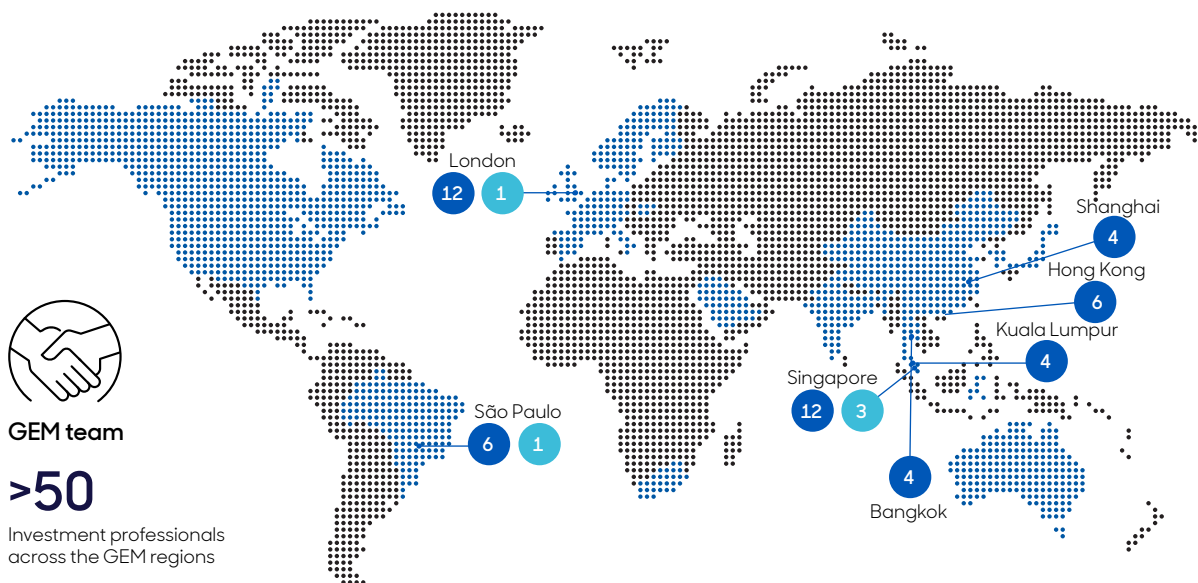 London
12
1
Shanghai
4
Hong Kong
6
Kuala Lumpur
4
Singapore
12
3
São Paulo
6
1
4
Bangkok
GEM team
>50
Investment professionals
across the GEM regions